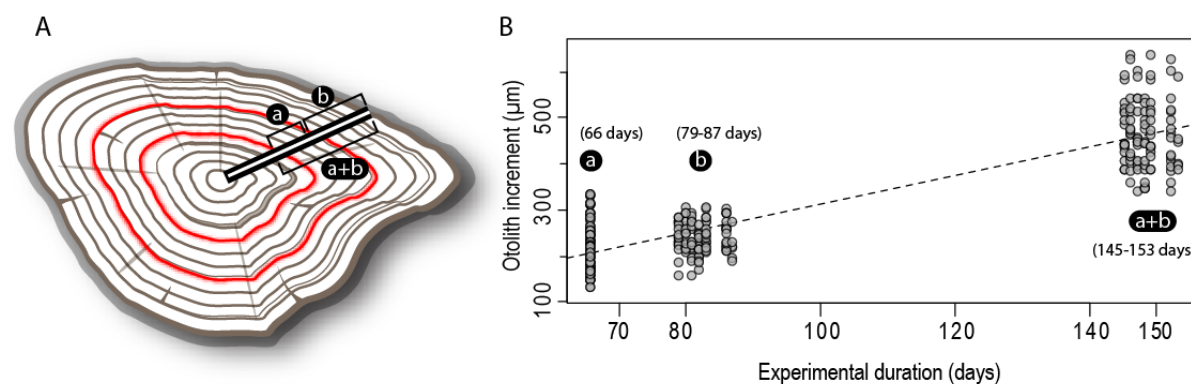 A
a
b
a+b
B
Otolith increment (µm)
500
300
100
(66 days)
a
(79-87 days)
b
a+b
(145-153 days
70
80
100
120
140
150
Experimental duration (days)